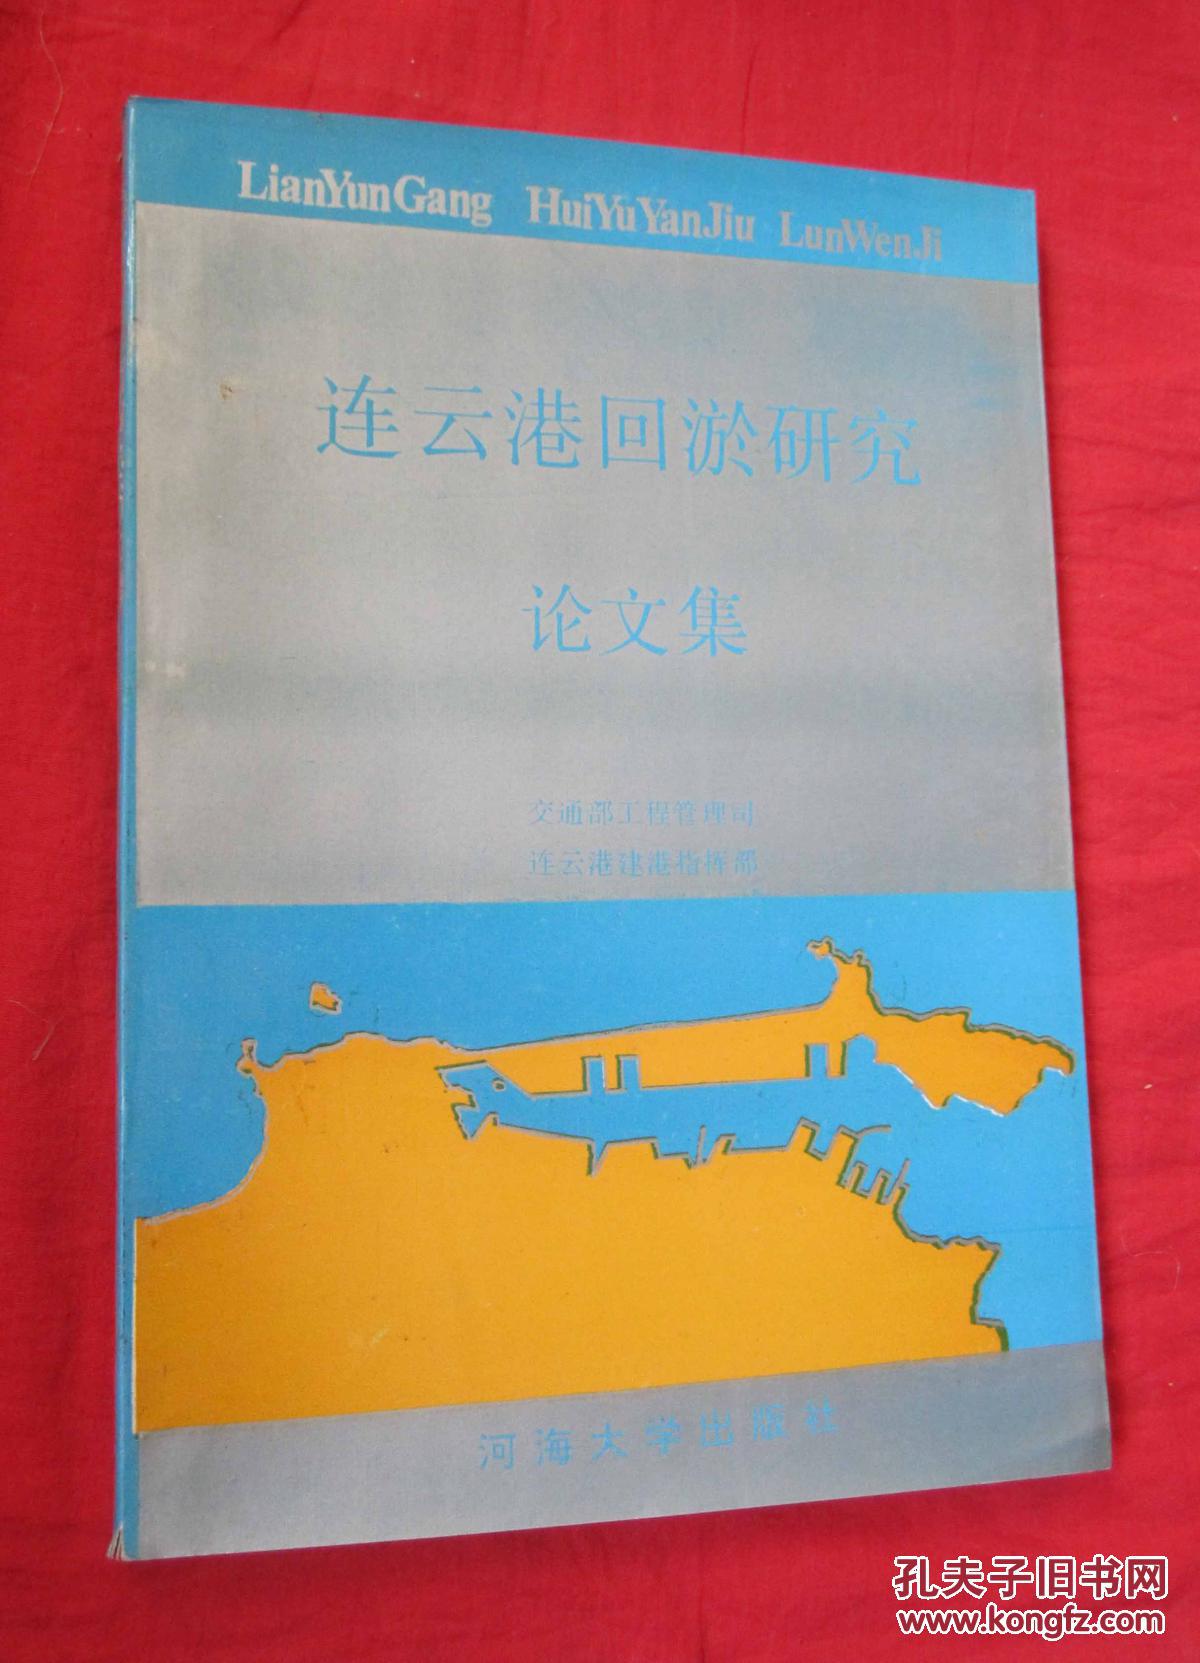 LianYunGang HuiYuYanJiu LunWenJi
连云港回淤研究
论文集
交通部工程管理司
连云港建港指挥部
河海大学出版社
孔夫子旧书网
www.kongfz.com